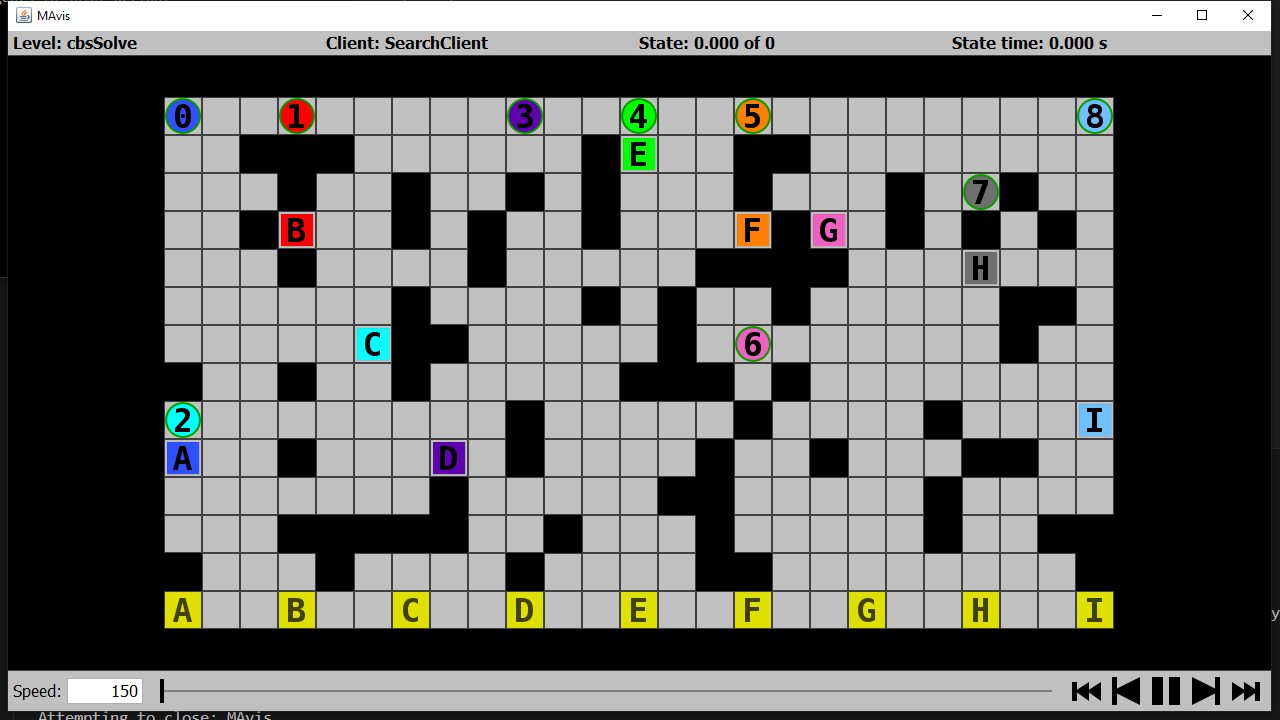 MAvis
Level: cbsSolve Client: SearchClient State: 0.000 of 0 State time: 0.000 s
0 1 3 4 5 8
E
7
B F G
H
C 6
2 I
A D
A B C D E F G H I
Speed: 150
Attempting to close: MAvis